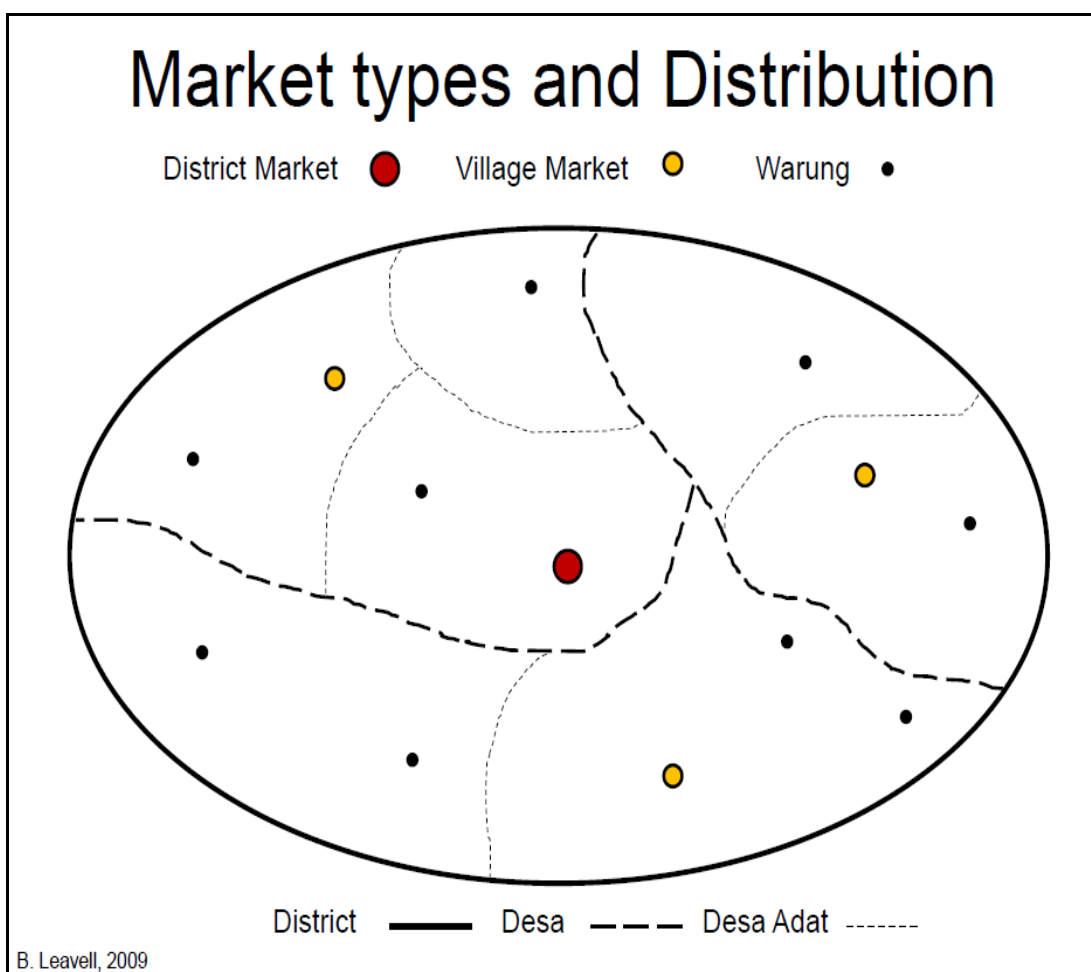 Market types and Distribution
District Market Village Market Warung
District Desa Desa Adat
B. Leavell, 2009